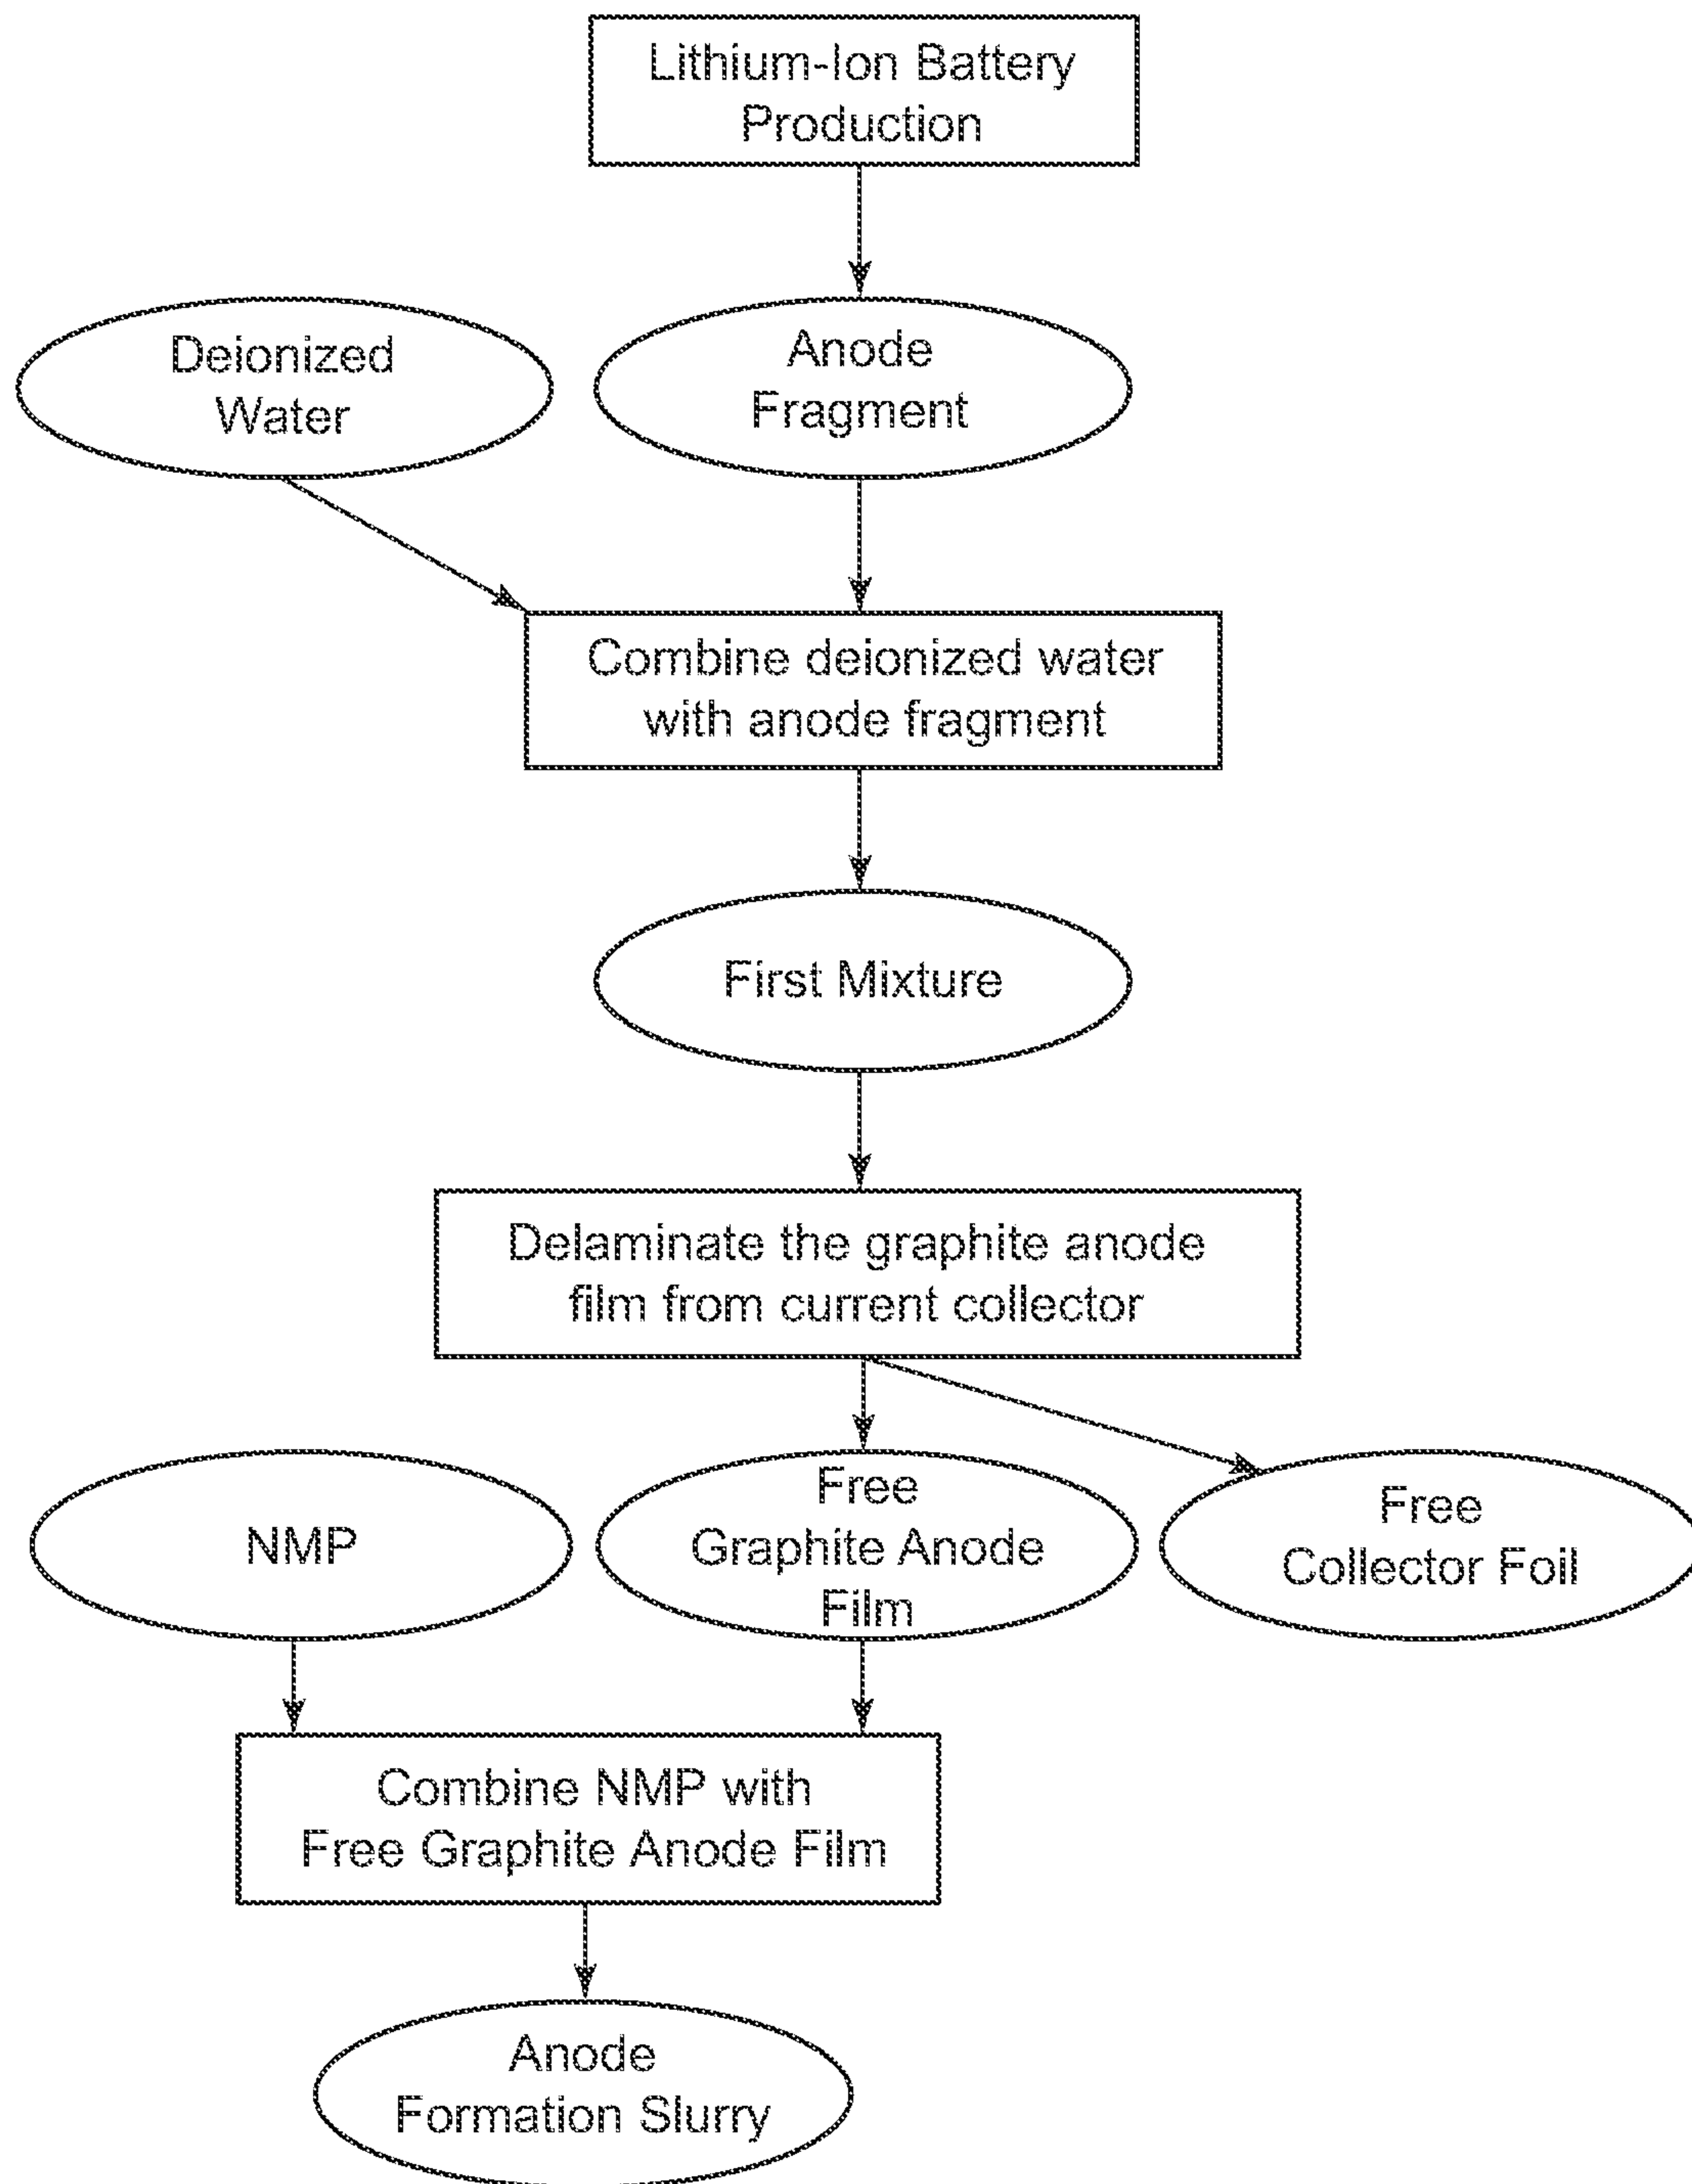 Lithium-Ion Battery
Production
Deionized
Water
Anode
Fragment
Combine deionized water
with anode fragment
First Mixture
Delaminate the graphite anode
film from current collector
NMP
Free
Graphite Anode
Film
Free
Collector Foil
Combine NMP with
Free Graphite Anode Film
Anode
Formation Slurry